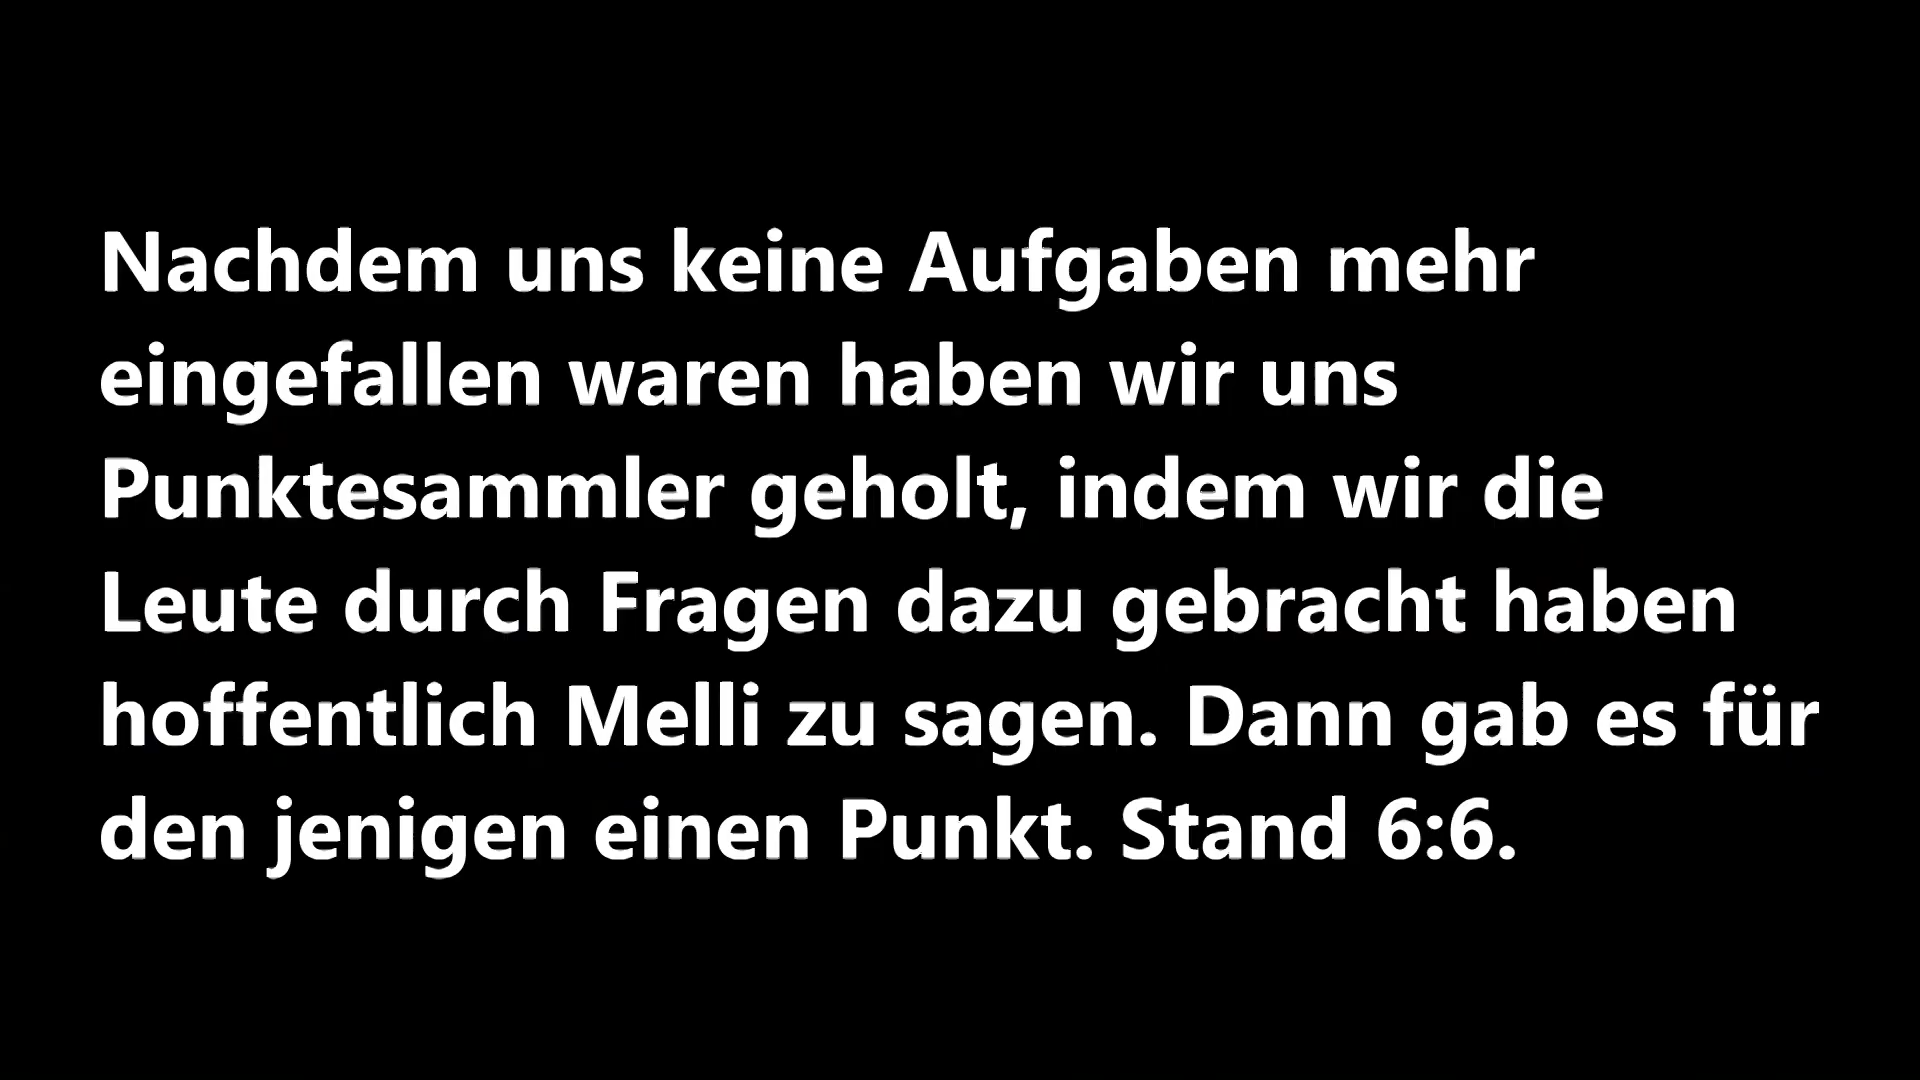 Nachdem uns keine Aufgaben mehr
eingefallen waren haben wir uns
Punktesammler geholt, indem wir die
Leute durch Fragen dazu gebracht haben
hoffentlich Melli zu sagen. Dann gab es für
den jenigen einen Punkt. Stand 6:6.